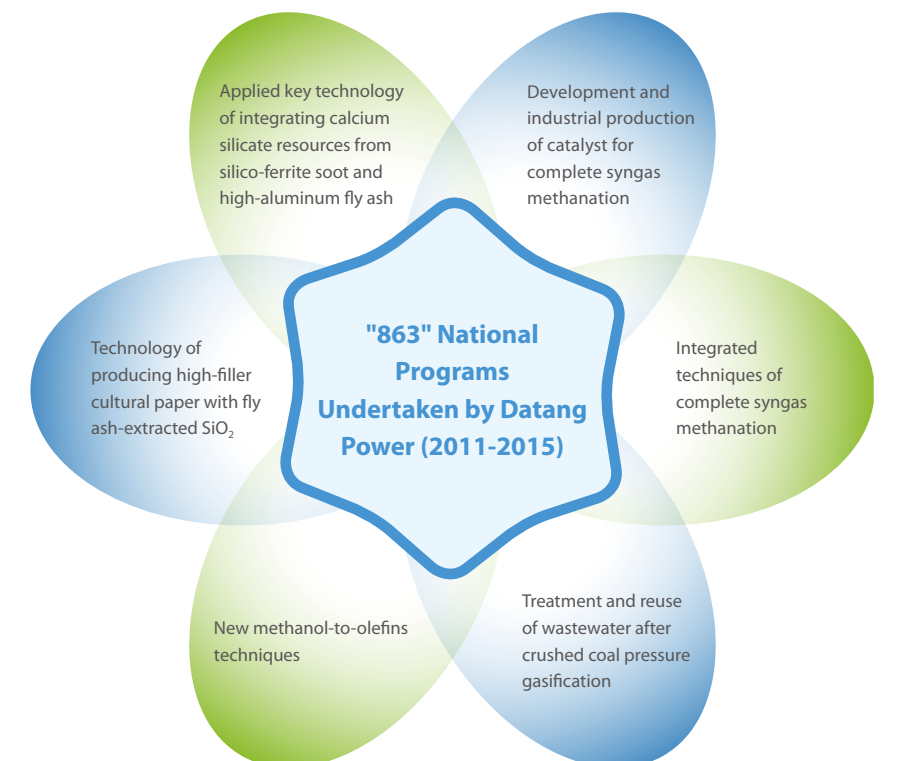 Applied key technology
of integrating calcium
silicate resources from
silico-ferrite soot and
high-aluminum fly ash
Development and
industrial production
of catalyst for
complete syngas
methanation
Technology of
producing high-filler
cultural paper with fly
ash-extracted SiO₂
"863" National
Programs
Undertaken by Datang
Power (2011-2015)
Integrated
techniques of
complete syngas
methanation
New methanol-to-olefins
techniques
Treatment and reuse
of wastewater after
crushed coal pressure
gasification